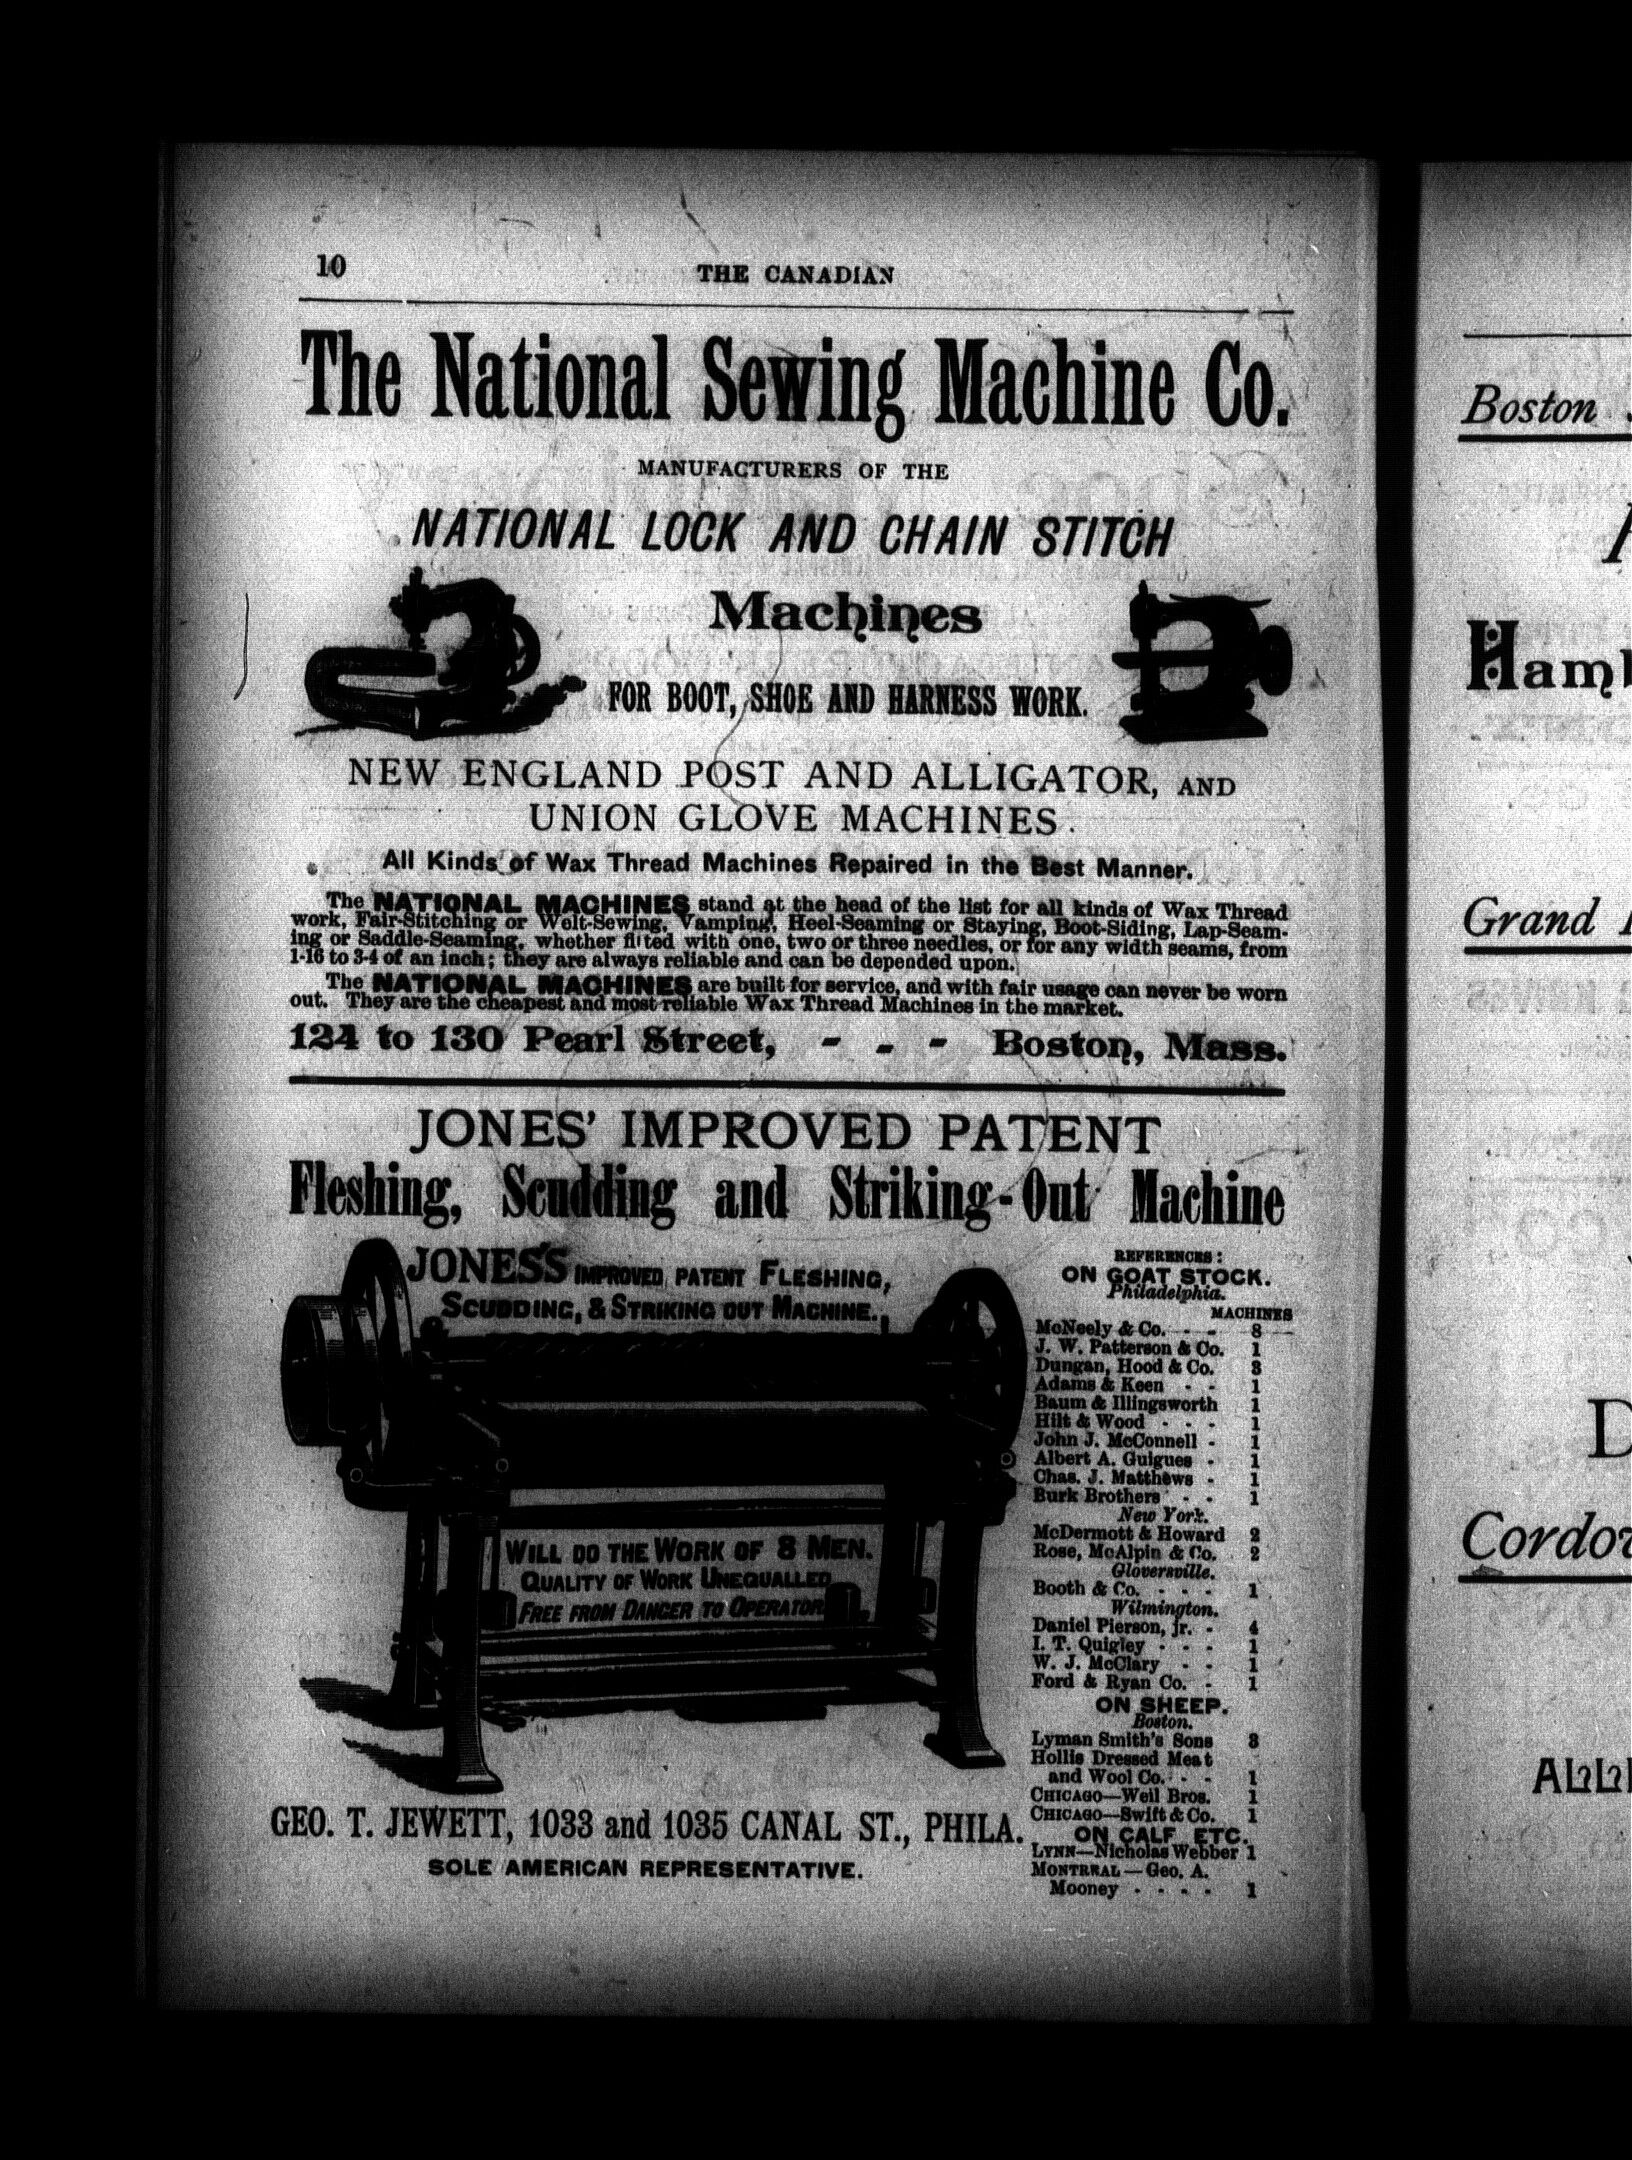 10
THE CANADIAN
The National Sewing Machine Co.
MANUFACTURERS OF THE
NATIONAL LOCK AND CHAIN STITCH
Machines
FOR BOOT, SHOE AND HARNESS WORK.
NEW ENGLAND POST AND ALLIGATOR, AND
UNION GLOVE MACHINES.
All Kinds of Wax Thread Machines Repaired in the Best Manner.
The NATIONAL MACHINES stand at the head of the list for all kinds of Wax Thread
work, Fair-Stitching or Welt-Sewing, Vamping, Heel-Seaming or Staying, Boot-Siding, Lap-Seam-
ing or Saddle-Seaming, whether fitted with one, two or three needles, or for any width seams, from
1-16 to 3-4 of an inch; they are always reliable and can be depended upon.
The NATIONAL MACHINES are built for service, and with fair usage can never be worn
out. They are the cheapest and most reliable Wax Thread Machines in the market.
124 to 130 Pearl Street, - - - Boston, Mass.
JONES' IMPROVED PATENT
Fleshing, Scudding and Striking-Out Machine
JONES'S IMPROVED PATENT FLESHING,
SCUDDING, & STRIKING OUT MACHINE.
WILL DO THE WORK OF 8 MEN.
QUALITY OF WORK UNEQUALLED
FREE FROM DANGER TO OPERATOR
GEO. T. JEWETT, 1033 and 1035 CANAL ST., PHILA.
SOLE AMERICAN REPRESENTATIVE.
REFERENCES:
ON GOAT STOCK.
Philadelphia.
MACHINES
McNeely & Co. - - 8
J. W. Patterson & Co. 1
Dungan, Hood & Co. 3
Adams & Keen - - 1
Baum & Illingsworth 1
Hilt & Wood - - - 1
John J. McConnell - 1
Albert A. Guigues - 1
Chas. J. Matthews - 1
Burk Brothers - - 1
New York.
McDermott & Howard 2
Rose, McAlpin & Co. 2
Gloversville.
Booth & Co. - - - 1
Wilmington.
Daniel Pierson, jr. - 4
I. T. Quigley - - - 1
W. J. McClary - - 1
Ford & Ryan Co. - 1
ON SHEEP.
Boston.
Lyman Smith's Sons 3
Hollis Dressed Meat
and Wool Co. - - 1
CHICAGO—Weil Bros. 1
CHICAGO—Swift & Co. 1
ON CALF ETC.
LYNN—Nicholas Webber 1
MONTREAL—Geo. A.
Mooney - - - - 1
Boston
Grand